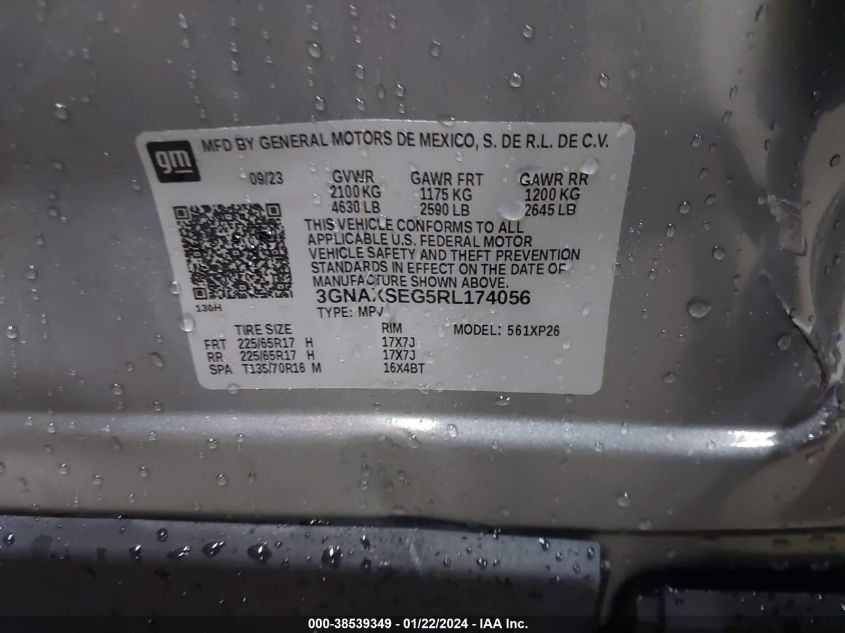 gm
MFD BY GENERAL MOTORS DE MEXICO, S. DE R.L. DE C.V.
09/23 GVWR GAWR FRT GAWR RR
2100 KG 1175 KG 1200 KG
4630 LB 2590 LB 2645 LB
THIS VEHICLE CONFORMS TO ALL
APPLICABLE U.S. FEDERAL MOTOR
VEHICLE SAFETY AND THEFT PREVENTION
STANDARDS IN EFFECT ON THE DATE OF
MANUFACTURE SHOWN ABOVE.
3GNAXSEG5RL174056
TYPE: MPV
TIRE SIZE RIM MODEL: 561XP26
FRT 225/65R17 H 17X7J
RR 225/65R17 H 17X7J
SPA T135/70R16 M 16X4BT
000-38539349 | 01/22/2024 - IAA Inc.